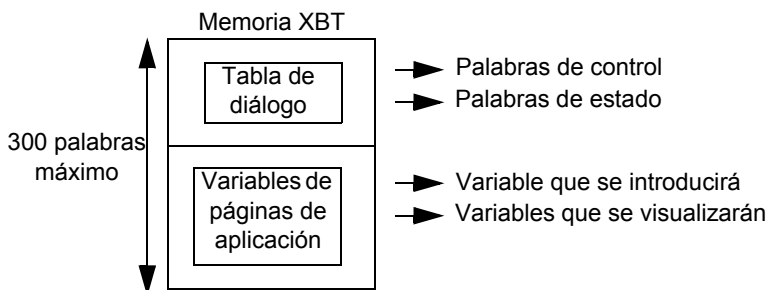 Memoria XBT
Tabla de
diálogo
Palabras de control
Palabras de estado
300 palabras
máximo
Variables de
páginas de
aplicación
Variable que se introducirá
Variables que se visualizarán